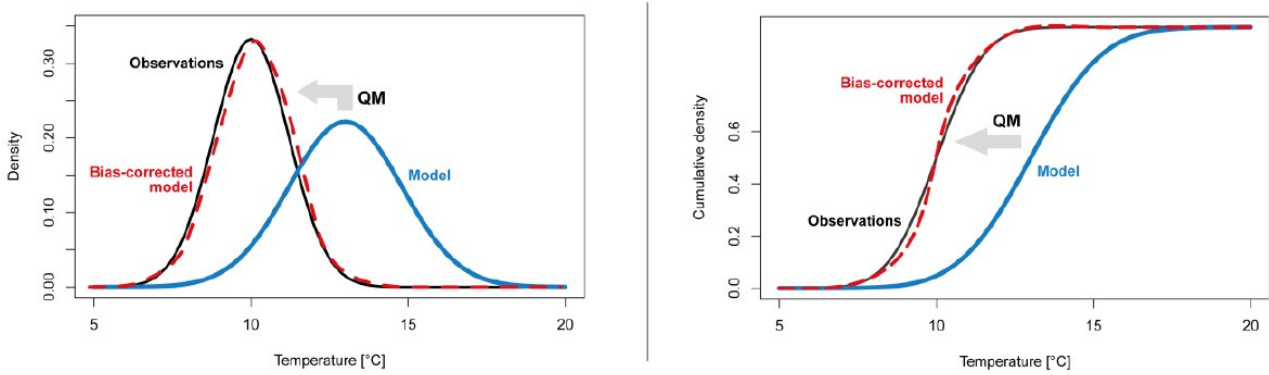 Density
0.00
0.10
0.20
0.30
Observations
QM
Bias-corrected
model
Model
5
10
15
20
Temperature [°C]
Cumulative density
0.0
0.2
0.4
0.6
Bias-corrected
model
QM
Model
Observations
5
10
15
20
Temperature [°C]